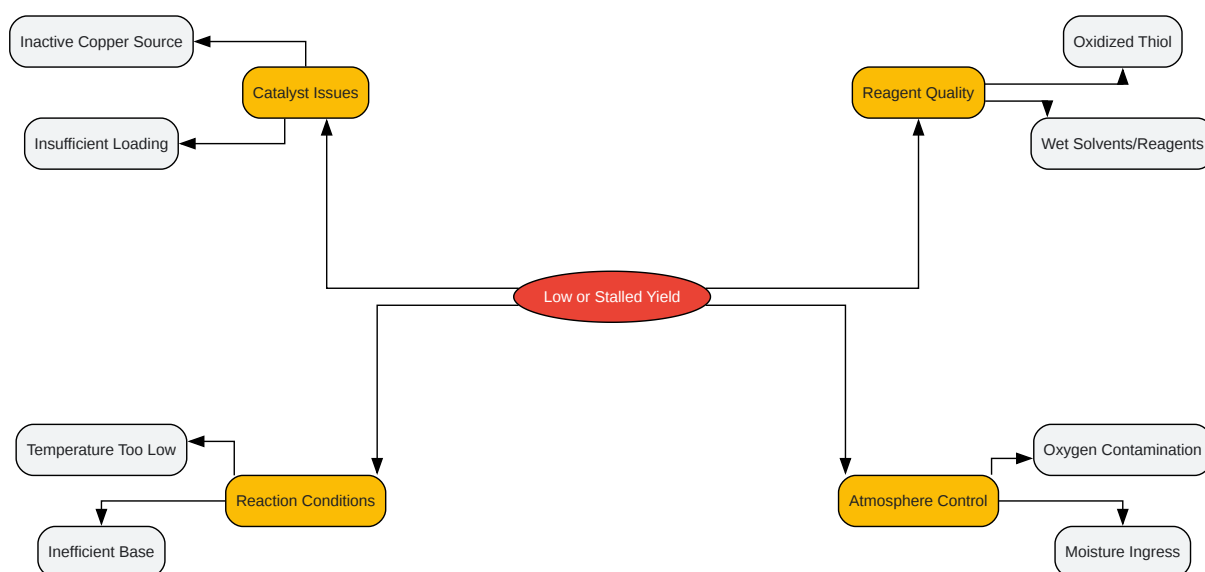 Inactive Copper Source
Oxidized Thiol
Catalyst Issues
Reagent Quality
Insufficient Loading
Wet Solvents/Reagents
Low or Stalled Yield
Temperature Too Low
Oxygen Contamination
Reaction Conditions
Atmosphere Control
Inefficient Base
Moisture Ingress